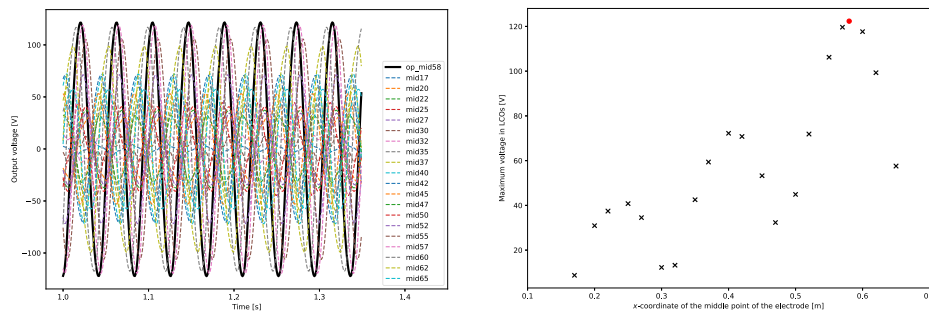 100
50
0
−50
−100
Output voltage [V]
1.0
1.1
1.2
1.3
1.4
Time [s]
op_mid58
mid17
mid20
mid22
mid25
mid27
mid30
mid32
mid35
mid37
mid40
mid42
mid45
mid47
mid50
mid52
mid55
mid57
mid60
mid62
mid65
120
100
80
60
40
20
Maximum voltage in LCOs [V]
0.1
0.2
0.3
0.4
0.5
0.6
x-coordinate of the middle point of the electrode [m]